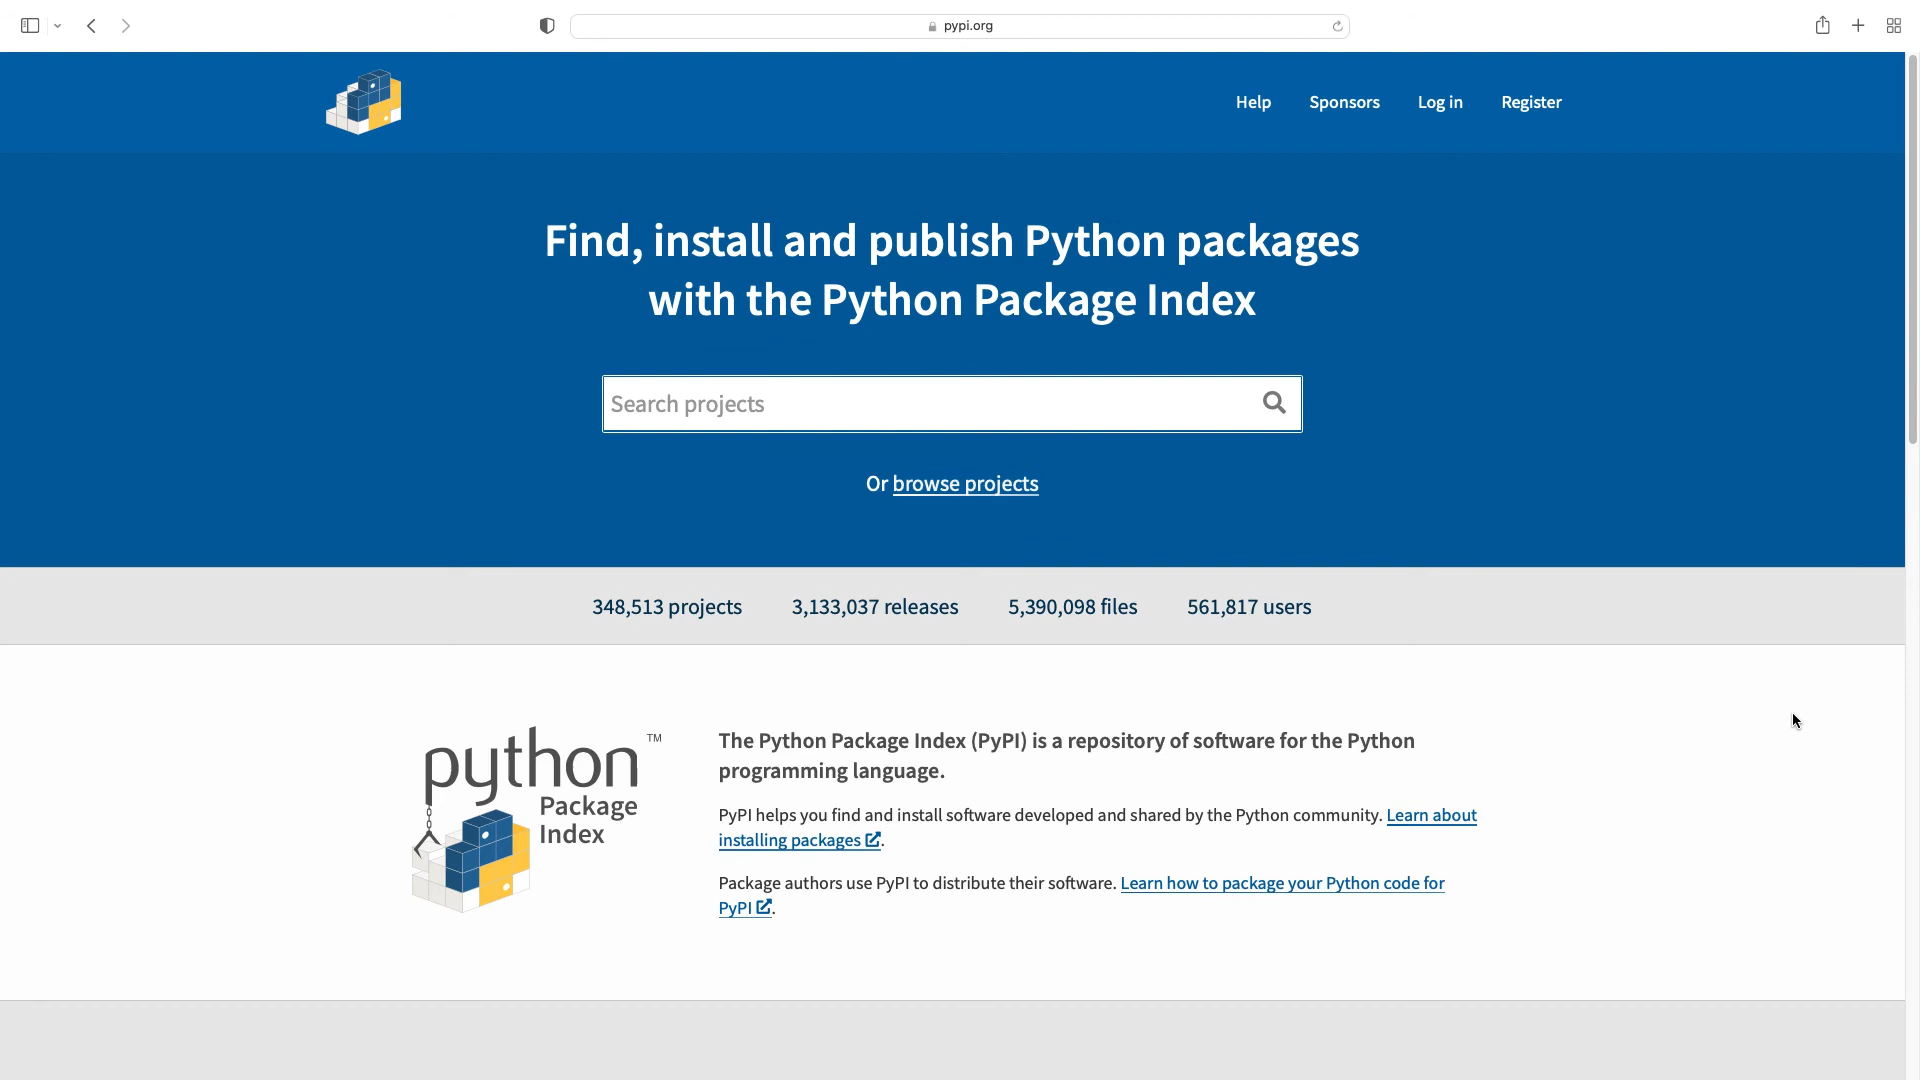 pypi.org
Help Sponsors Log in Register
Find, install and publish Python packages
with the Python Package Index
Search projects
Or browse projects
348,513 projects 3,133,037 releases 5,390,098 files 561,817 users
python ™
Package
Index
The Python Package Index (PyPI) is a repository of software for the Python
programming language.
PyPI helps you find and install software developed and shared by the Python community. Learn about
installing packages.
Package authors use PyPI to distribute their software. Learn how to package your Python code for
PyPI.